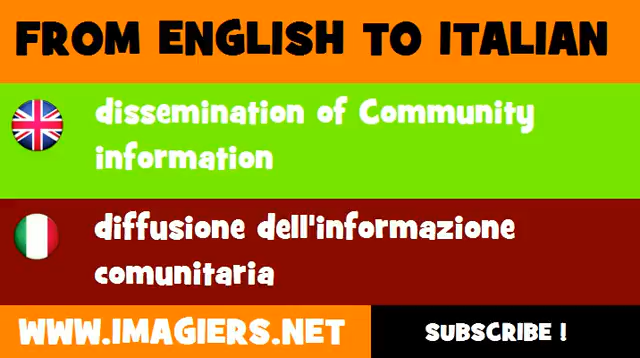 FROM ENGLISH TO ITALIAN
dissemination of Community
information
diffusione dell'informazione
comunitaria
WWW.IMAGIERS.NET
SUBSCRIBE !